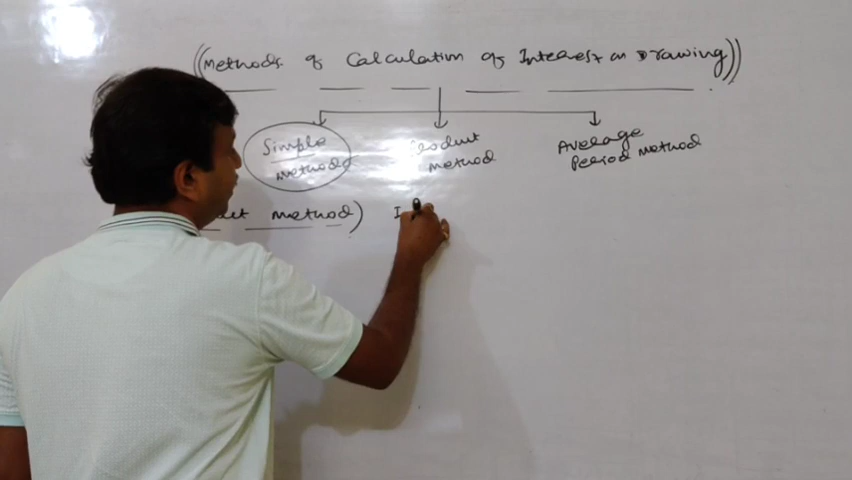 ((Methods of Calculation of Interest on Drawing))
Simple method
Product method
Average Period Method
method) I